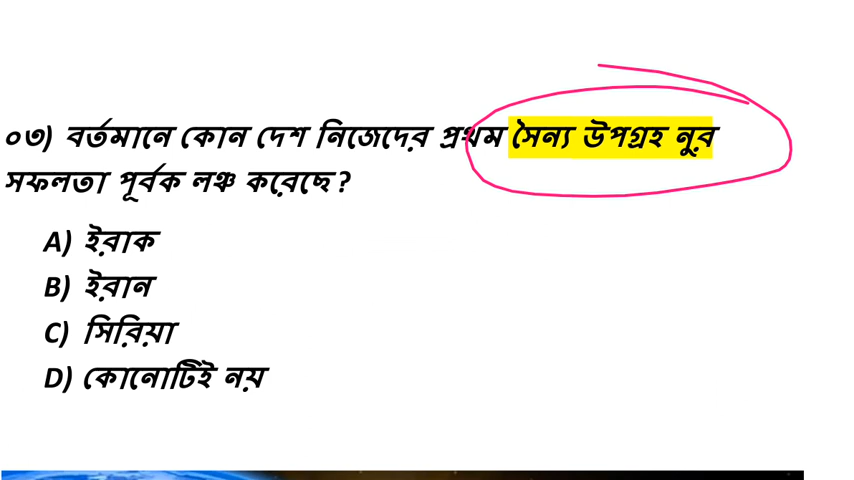 ০৩) বর্তমানে কোন দেশ নিজেদের প্রথম সৈন্য উপগ্রহ নুর
সফলতা পূর্বক লঞ্চ করেছে ?
A) ইরাক
B) ইরান
C) সিরিয়া
D) কোনোটিই নয়